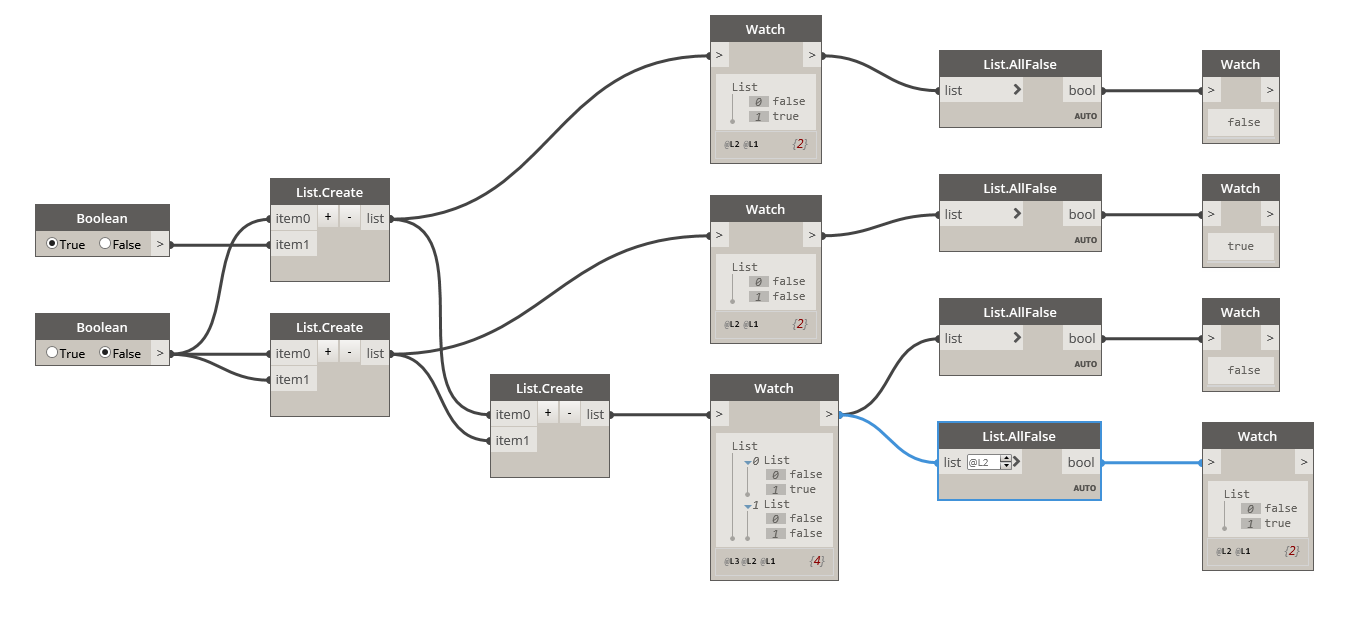 Boolean
True False >
Boolean
True False >
List.Create
item0 + - list
item1
List.Create
item0 + - list
item1
List.Create
item0 + - list
item1
Watch
> >
List
0 false
1 true
@L2 @L1 {2}
Watch
> >
List
0 false
1 false
@L2 @L1 {2}
Watch
> >
List
0 List
0 false
1 true
1 List
0 false
1 false
@L3 @L2 @L1 {4}
List.AllFalse
list > bool
AUTO
List.AllFalse
list > bool
AUTO
List.AllFalse
list > bool
AUTO
List.AllFalse
list @L2 > bool
AUTO
Watch
> >
false
Watch
> >
true
Watch
> >
false
Watch
> >
List
0 false
1 true
@L2 @L1 {2}